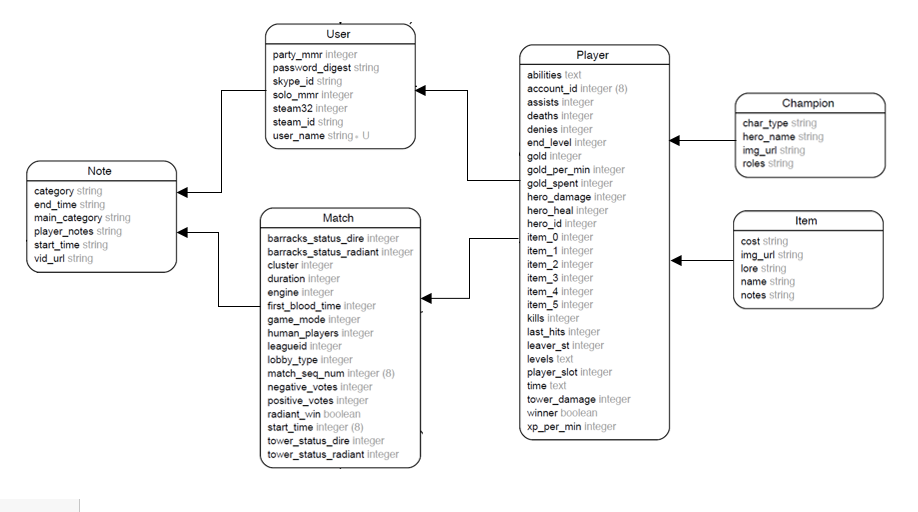 User
party_mmr integer
password_digest string
skype_id string
solo_mmr integer
steam32 integer
steam_id string
user_name string * U
Note
category string
end_time string
main_category string
player_notes string
start_time string
vid_url string
Match
barracks_status_dire integer
barracks_status_radiant integer
cluster integer
duration integer
engine integer
first_blood_time integer
game_mode integer
human_players integer
leagueid integer
lobby_type integer
match_seq_num integer (8)
negative_votes integer
positive_votes integer
radiant_win boolean
start_time integer (8)
tower_status_dire integer
tower_status_radiant integer
Player
abilities text
account_id integer (8)
assists integer
deaths integer
denies integer
end_level integer
gold integer
gold_per_min integer
gold_spent integer
hero_damage integer
hero_heal integer
hero_id integer
item_0 integer
item_1 integer
item_2 integer
item_3 integer
item_4 integer
item_5 integer
kills integer
last_hits integer
leaver_st integer
levels text
player_slot integer
time text
tower_damage integer
winner boolean
xp_per_min integer
Champion
char_type string
hero_name string
img_url string
roles string
Item
cost string
img_url string
lore string
name string
notes string